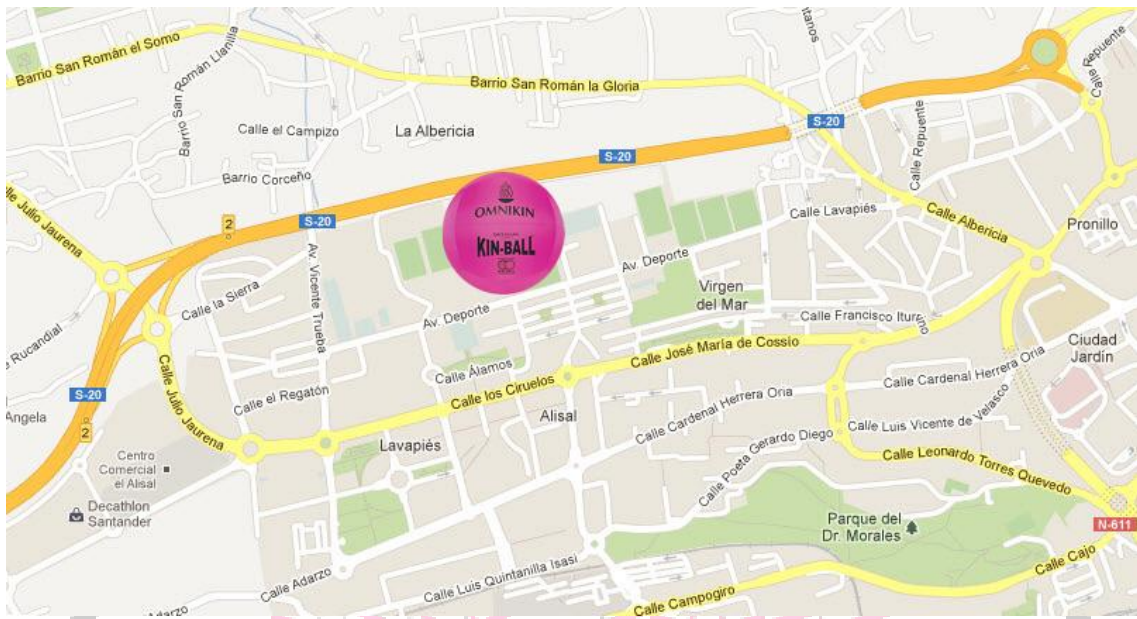 Barrio San Román el Somo
Barrio San Román Llanilla
Barrio San Román la Gloria
Calle Repuente
Calle el Campizo
La Albericia
S-20
S-20
Calle Repuente
Barrio Corceño
lle Julio Jaurena
OMNIKIN
KIN-BALL
2
S-20
Calle Lavapiés
Calle Albericia
Pronillo
Av. Deporte
Av. Vicente Trueba
Calle la Sierra
Virgen
del Mar
Av. Deporte
Calle Francisco Iturrino
Rucandial
Calle José María de Cossío
Ciudad
Jardín
Calle Álamos
Calle Julio Jaurena
S-20
Calle el Regatón
Calle los Ciruelos
Calle Cardenal Herrera Oria
Calle Cardenal Herrera Oria
Angela
2
Alisal
Calle Luis Vicente de Velasco
Lavapiés
Calle Poeta Gerardo Diego
Centro
Comercial
el Alisal
Calle Leonardo Torres Quevedo
Decathlon
Santander
Parque del
Dr. Morales
N-611
Calle Adarzo
Calle Luis Quintanilla Isasi
Calle Cajo
Adarzo
Calle Campogiro